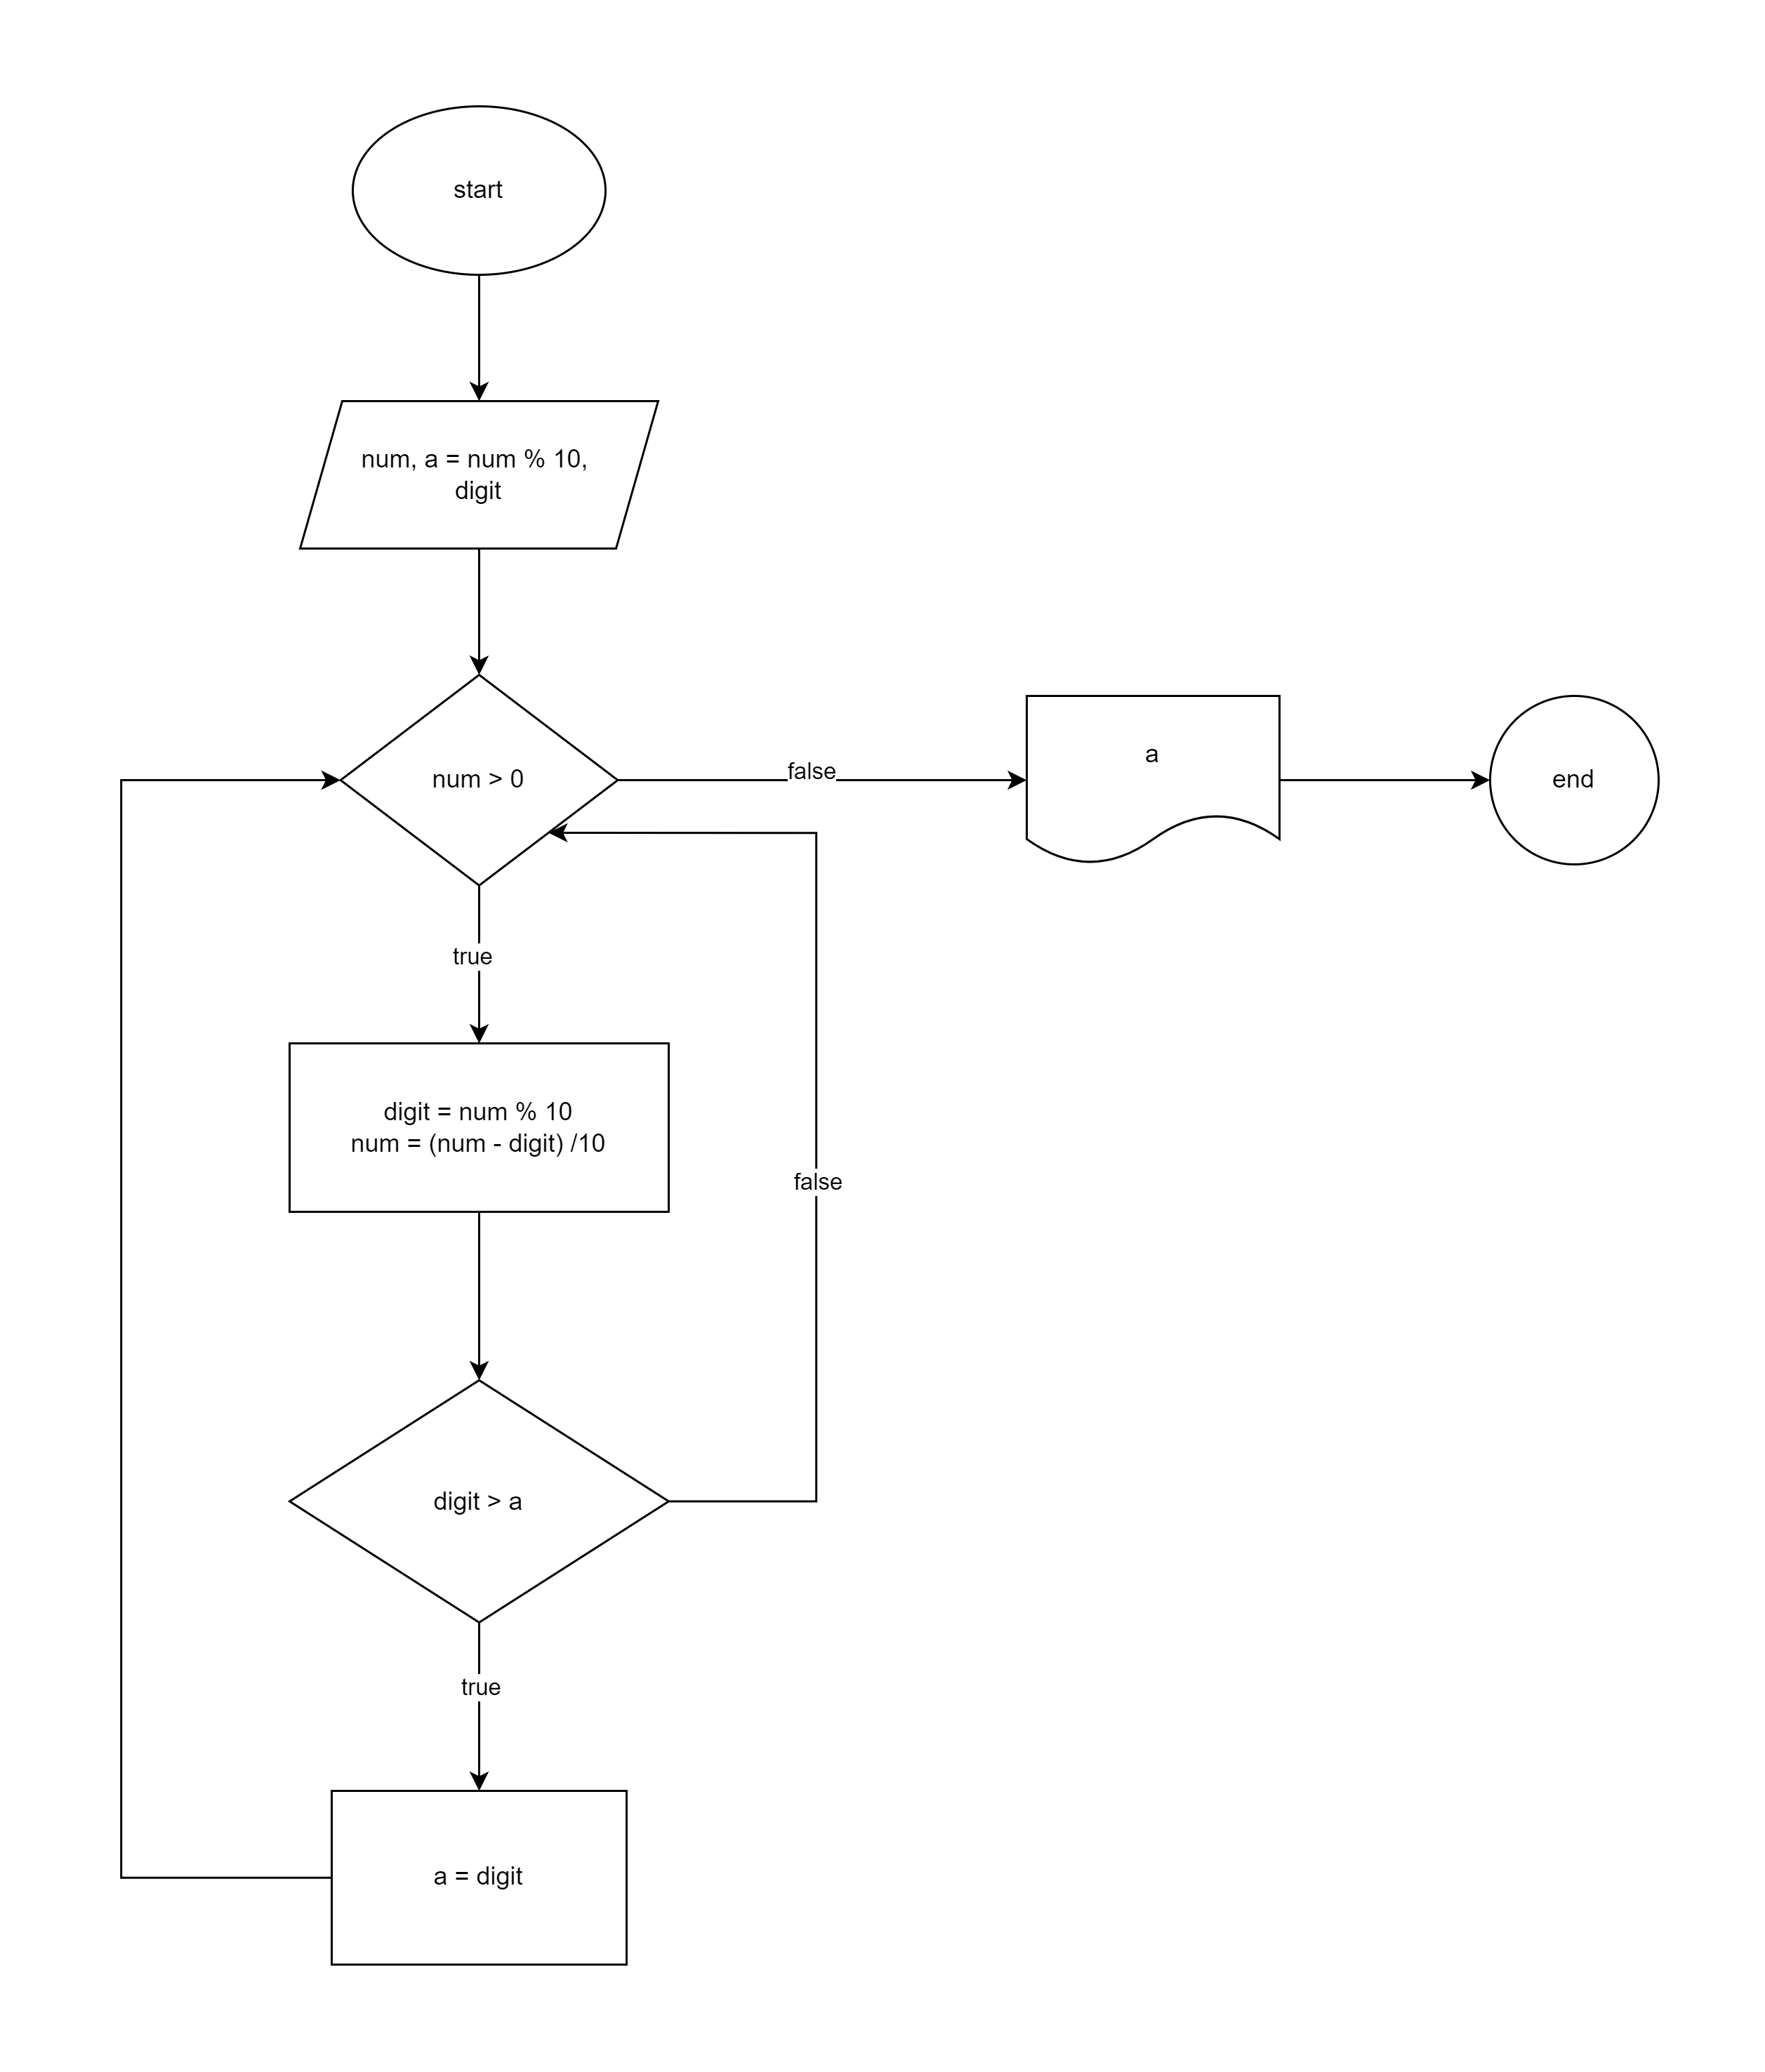 start
num, a = num % 10,
digit
num > 0
false
a
end
true
digit = num % 10
num = (num - digit) /10
false
digit > a
true
a = digit